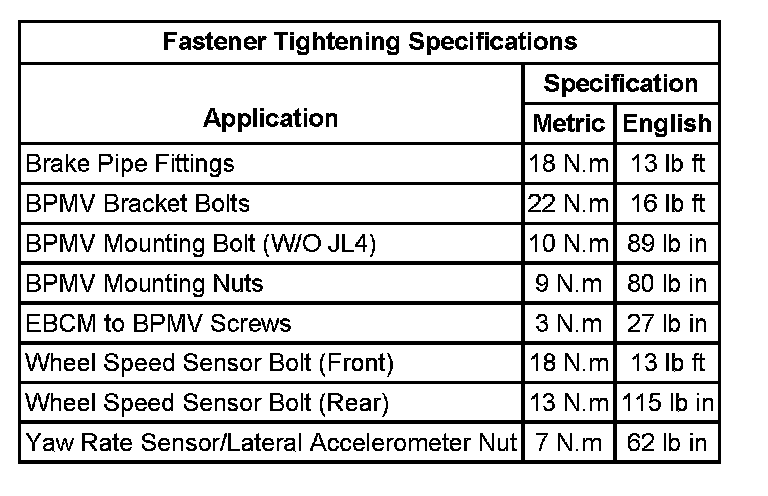 Fastener Tightening Specifications
Specification
Application
Metric English
Brake Pipe Fittings 18 N.m 13 lb ft
BPMV Bracket Bolts 22 N.m 16 lb ft
BPMV Mounting Bolt (W/O JL4) 10 N.m 89 lb in
BPMV Mounting Nuts 9 N.m 80 lb in
EBCM to BPMV Screws 3 N.m 27 lb in
Wheel Speed Sensor Bolt (Front) 18 N.m 13 lb ft
Wheel Speed Sensor Bolt (Rear) 13 N.m 115 lb in
Yaw Rate Sensor/Lateral Accelerometer Nut 7 N.m 62 lb in